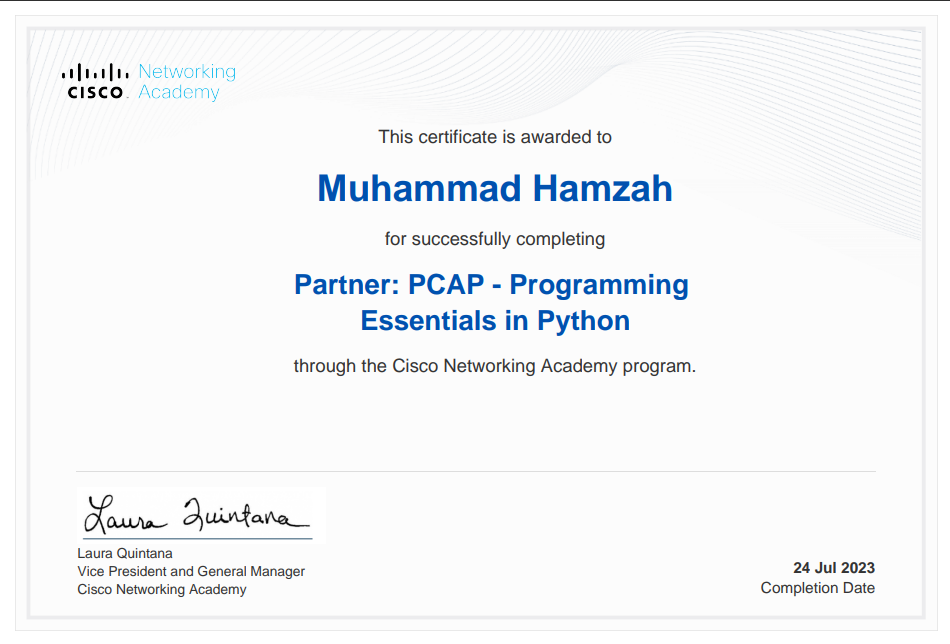 CISCO Networking Academy
This certificate is awarded to
Muhammad Hamzah
for successfully completing
Partner: PCAP - Programming
Essentials in Python
through the Cisco Networking Academy program.
Laura Quintana
Laura Quintana
Vice President and General Manager
Cisco Networking Academy
24 Jul 2023
Completion Date